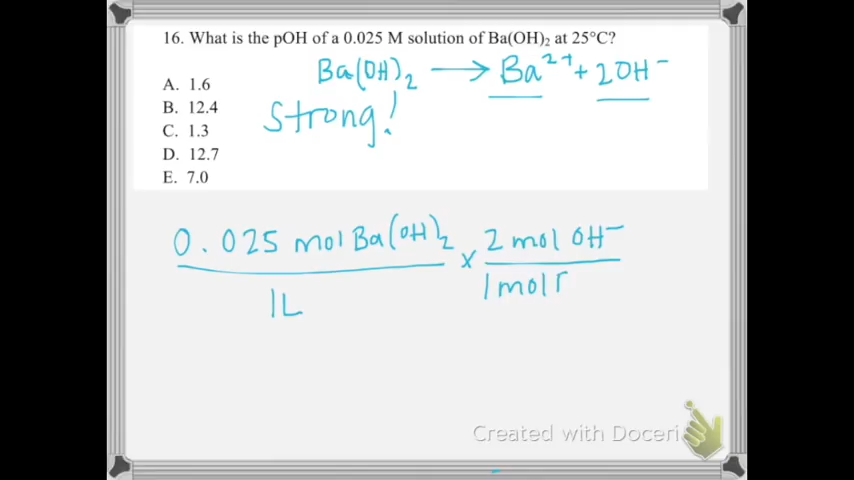 16. What is the pOH of a 0.025 M solution of Ba(OH)₂ at 25°C?
Ba(OH)₂ ⟶ Ba²⁺ + 2OH⁻
Strong!
A. 1.6
B. 12.4
C. 1.3
D. 12.7
E. 7.0
0.025 mol Ba(OH)₂ x 2 mol OH⁻
1L 1mol
Created with Doceri